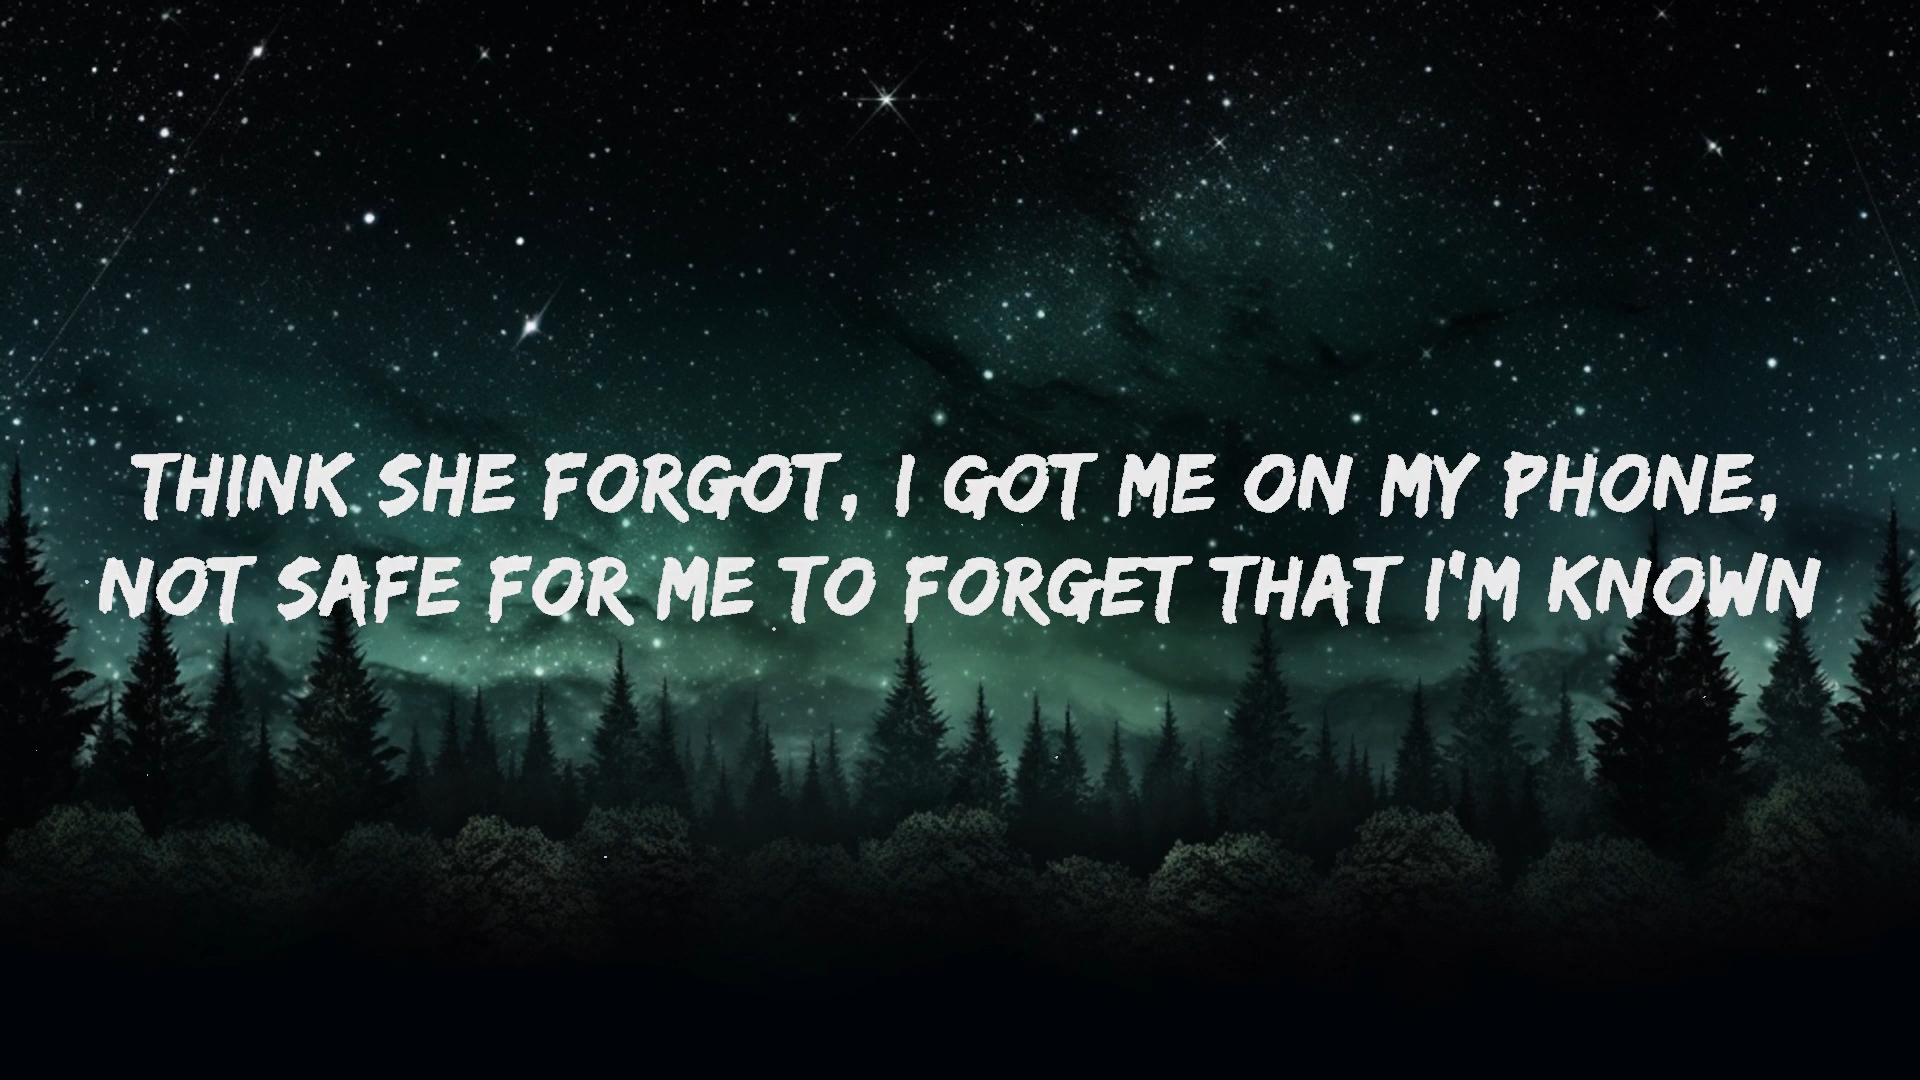 THINK SHE FORGOT, I GOT ME ON MY PHONE,
NOT SAFE FOR ME TO FORGET THAT I'M KNOWN